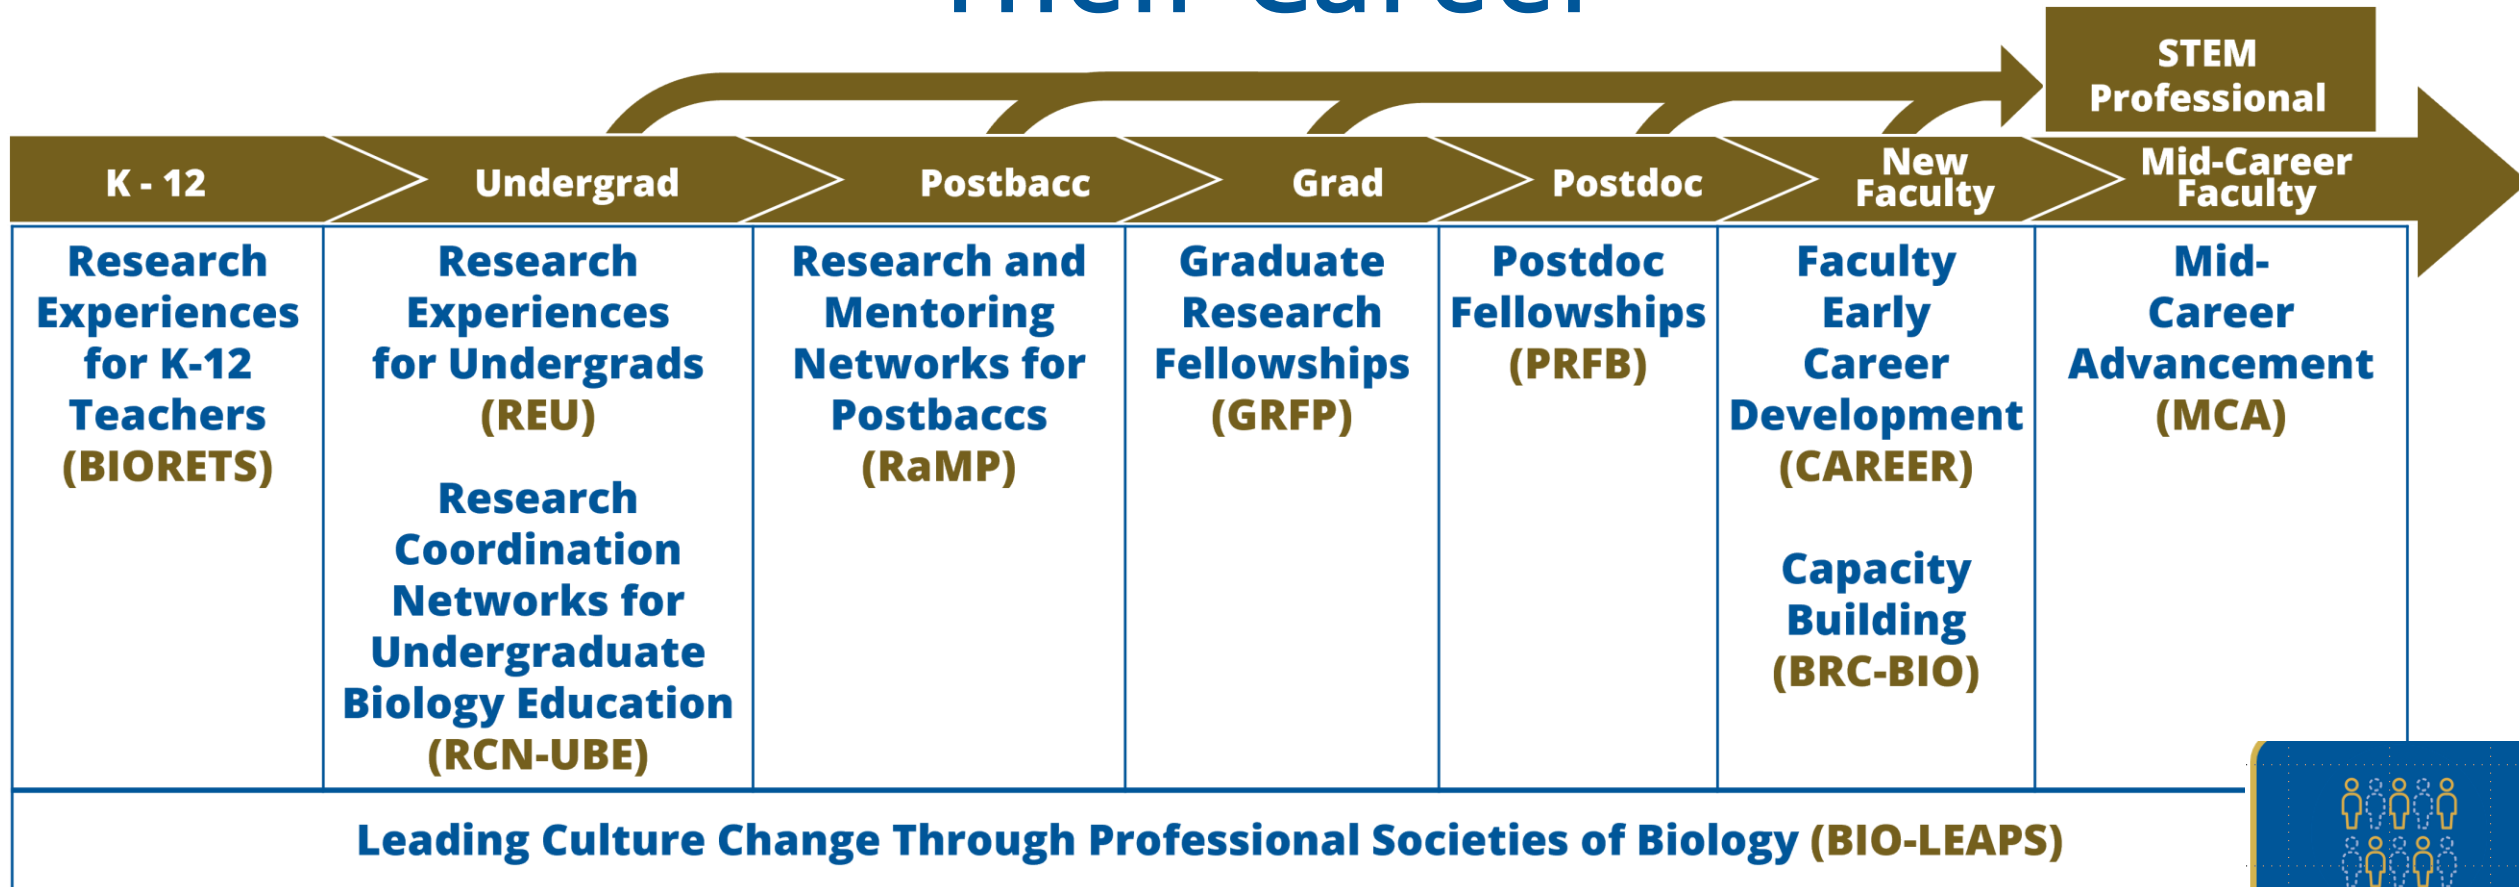 Their Career
STEM
Professional
K - 12
Undergrad
Postbacc
Grad
Postdoc
New
Faculty
Mid-Career
Faculty
Research
Experiences
for K-12
Teachers
(BIORETS)
Research
Experiences
for Undergrads
(REU)
Research
Coordination
Networks for
Undergraduate
Biology Education
(RCN-UBE)
Research and
Mentoring
Networks for
Postbaccs
(RaMP)
Graduate
Research
Fellowships
(GRFP)
Postdoc
Fellowships
(PRFB)
Faculty
Early
Career
Development
(CAREER)
Capacity
Building
(BRC-BIO)
Mid-
Career
Advancement
(MCA)
Leading Culture Change Through Professional Societies of Biology (BIO-LEAPS)